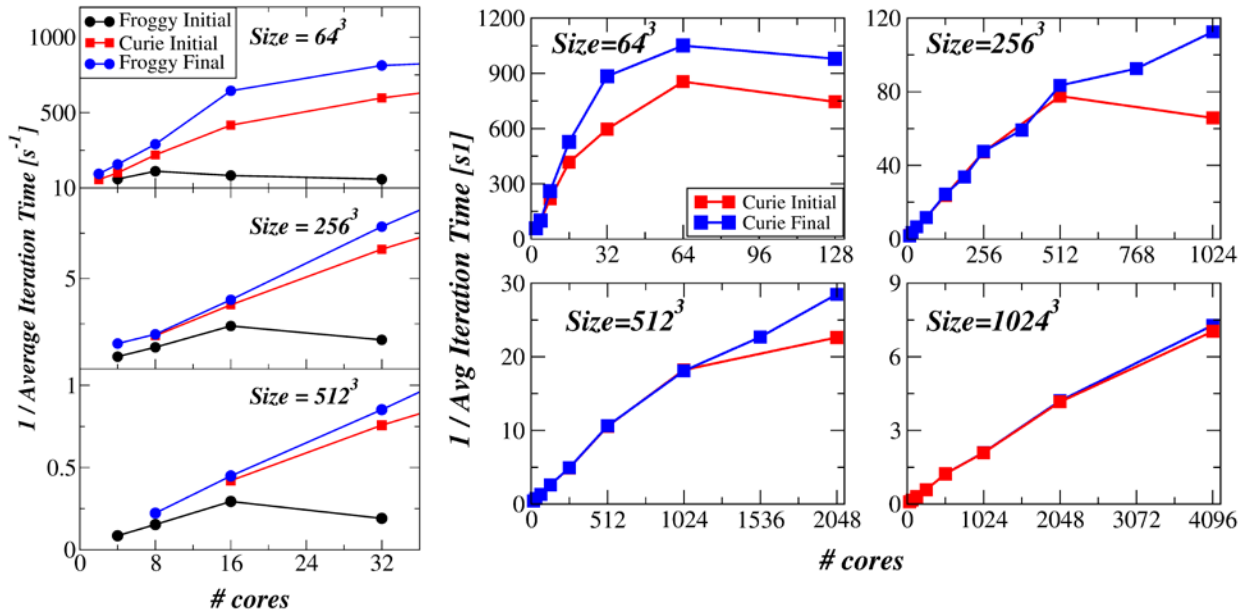 Froggy Initial
Curie Initial
Froggy Final
Size = 64³
1000
500
10
Size = 256³
5
Size = 512³
1
0.5
0
0 8 16 24 32
1 / Average Iteration Time [s⁻¹]
# cores
Size=64³
1200
900
600
300
0
0 32 64 96 128
Curie Initial
Curie Final
Size=256³
120
80
40
0
0 256 512 768 1024
Size=512³
30
20
10
0
0 512 1024 1536 2048
Size=1024³
9
6
3
0
0 1024 2048 3072 4096
1 / Avg Iteration Time [s1]
# cores